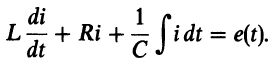 L di/dt + Ri + 1/C ∫ i dt = e(t).